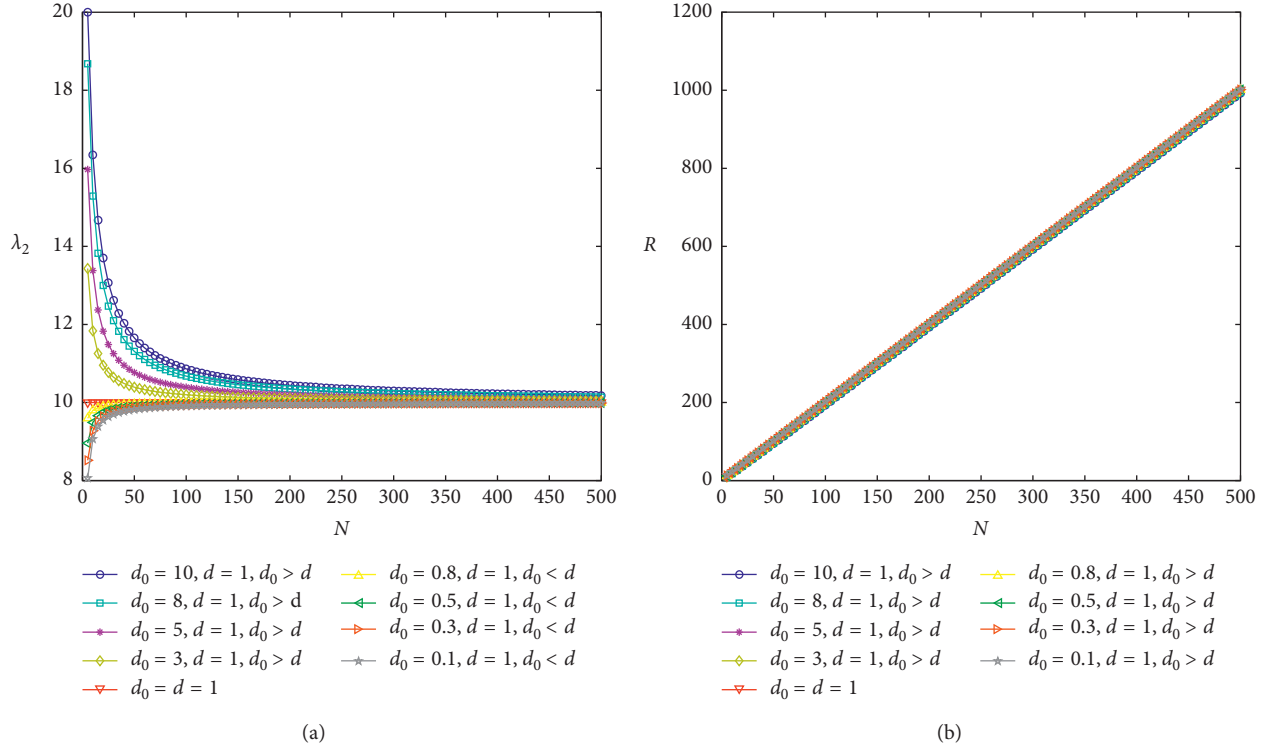 20
18
16
14
12
10
8
λ2
0 50 100 150 200 250 300 350 400 450 500
N
d0 = 10, d = 1, d0 > d
d0 = 8, d = 1, d0 > d
d0 = 5, d = 1, d0 > d
d0 = 3, d = 1, d0 > d
d0 = d = 1
d0 = 0.8, d = 1, d0 < d
d0 = 0.5, d = 1, d0 < d
d0 = 0.3, d = 1, d0 < d
d0 = 0.1, d = 1, d0 < d
(a)
1200
1000
800
600
400
200
0
R
0 50 100 150 200 250 300 350 400 450 500
N
d0 = 10, d = 1, d0 > d
d0 = 8, d = 1, d0 > d
d0 = 5, d = 1, d0 > d
d0 = 3, d = 1, d0 > d
d0 = d = 1
d0 = 0.8, d = 1, d0 > d
d0 = 0.5, d = 1, d0 > d
d0 = 0.3, d = 1, d0 > d
d0 = 0.1, d = 1, d0 > d
(b)